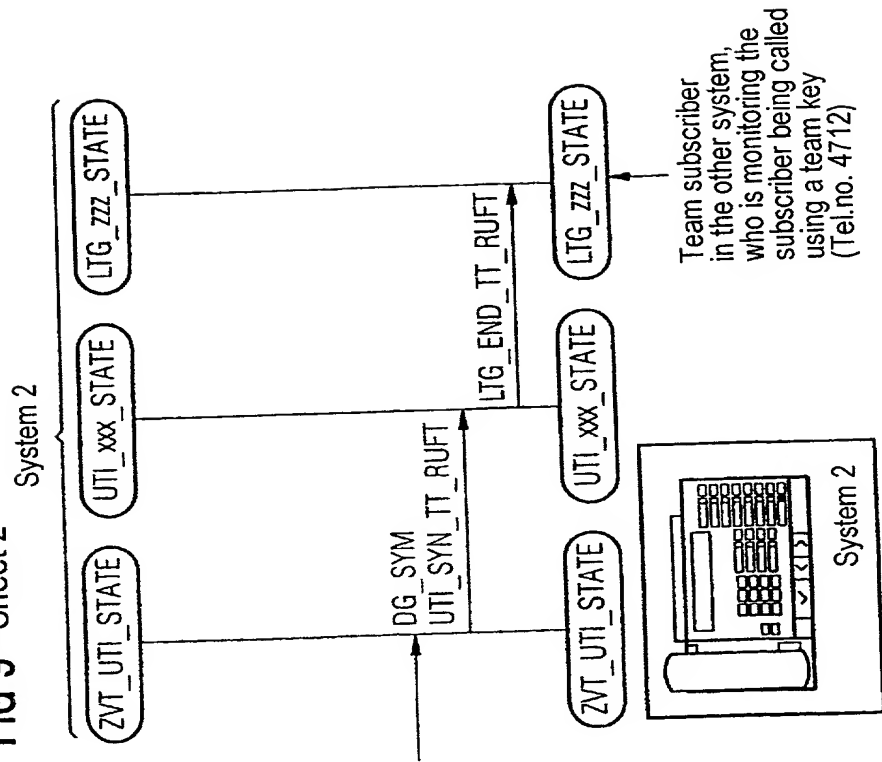 FIG 9 Sheet 2
System 2
ZVT_UTI_STATE
UTI_xxx_STATE
LTG_zzz_STATE
DG_SYM
UTI_SYN_TT_RUFT
LTG_END_TT_RUFT
ZVT_UTI_STATE
UTI_xxx_STATE
LTG_zzz_STATE
System 2
Team subscriber
in the other system,
who is monitoring the
subscriber being called
using a team key
(Tel.no. 4712)